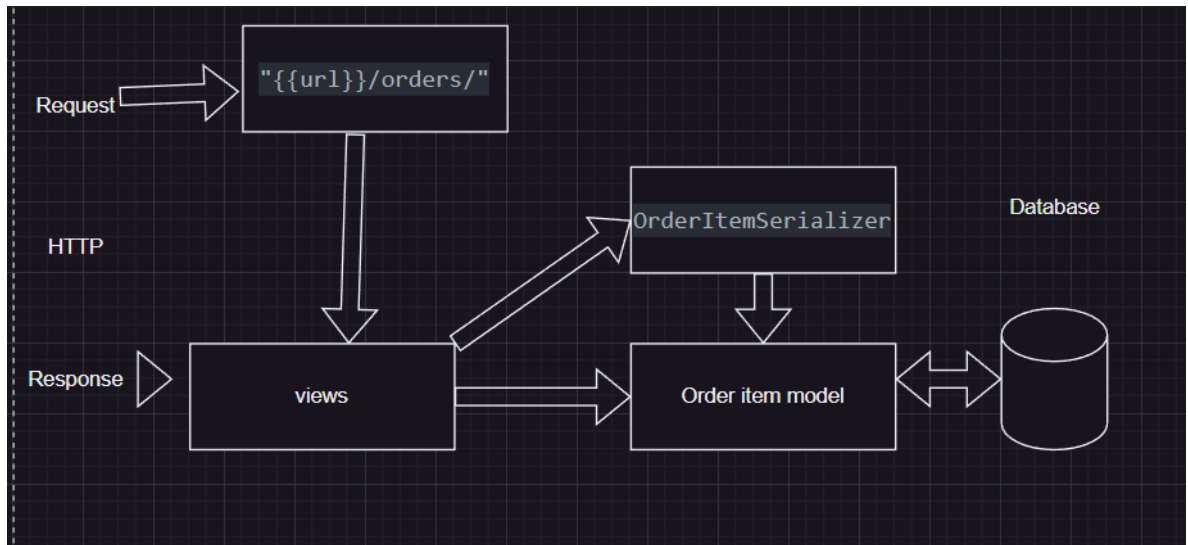 "{{url}}/orders/"
Request
OrderItemSerializer
Database
HTTP
Response
views
Order item model